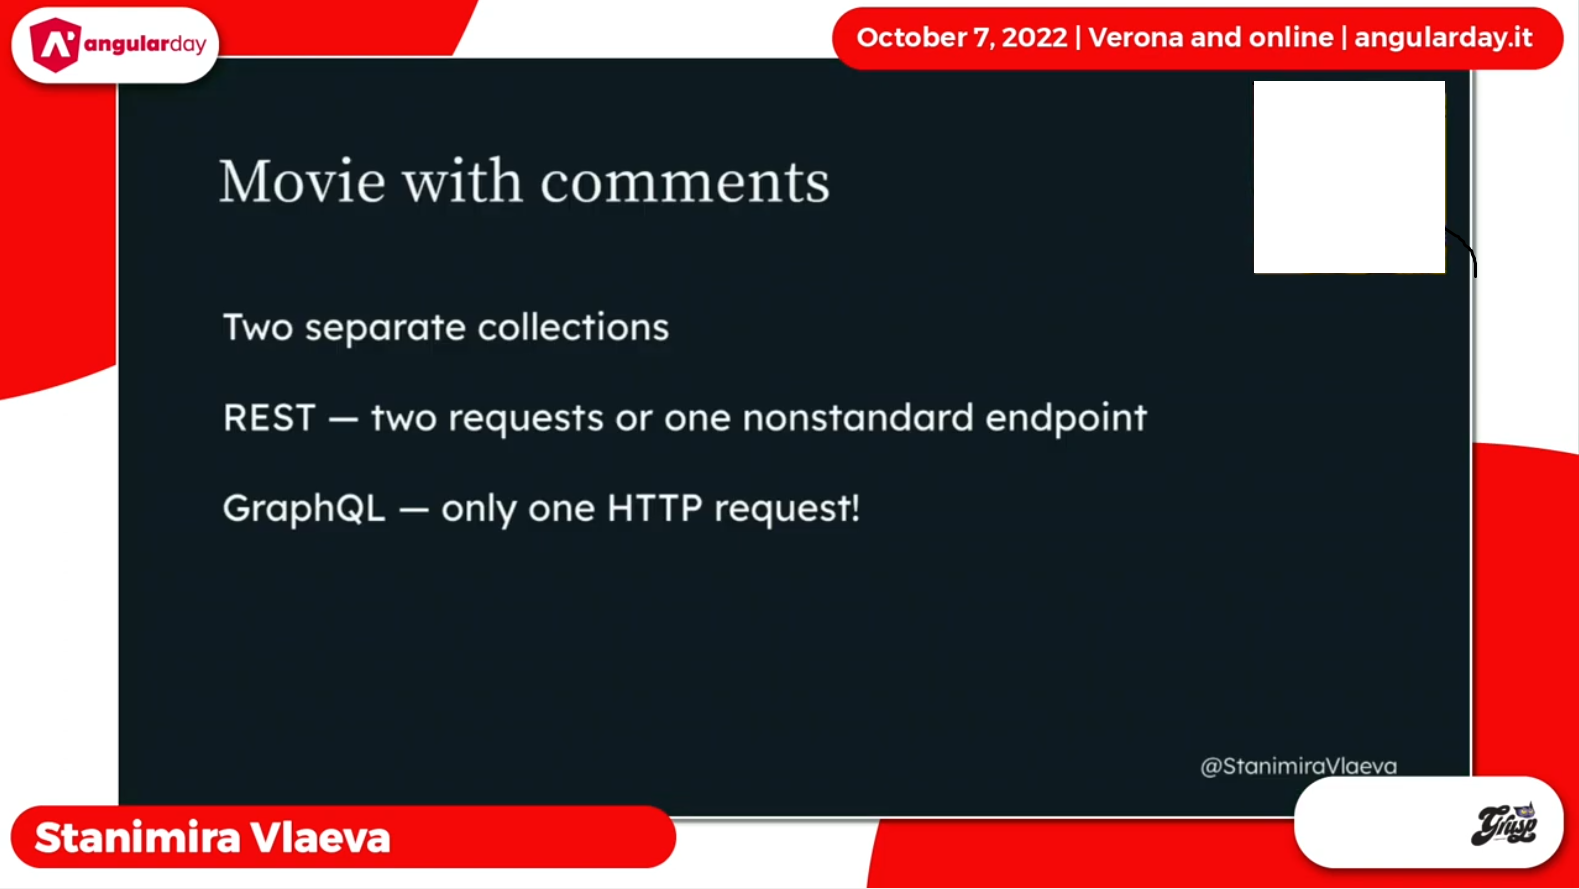 angularday
October 7, 2022 | Verona and online | angularday.it
Movie with comments
Two separate collections
REST — two requests or one nonstandard endpoint
GraphQL — only one HTTP request!
@StanimiraVlaeva
Stanimira Vlaeva
Grusp